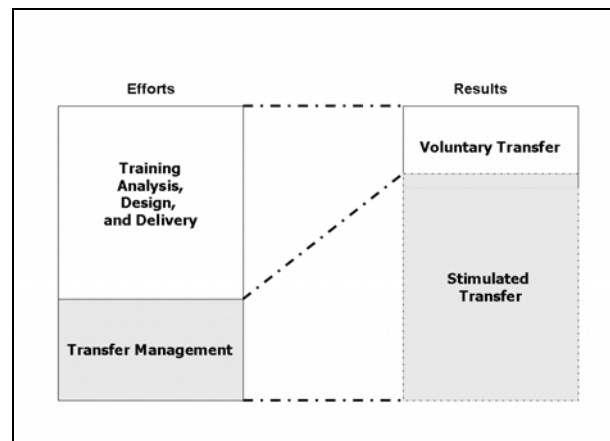 Efforts
Results
Training
Analysis,
Design,
and Delivery
Voluntary Transfer
Stimulated
Transfer
Transfer Management